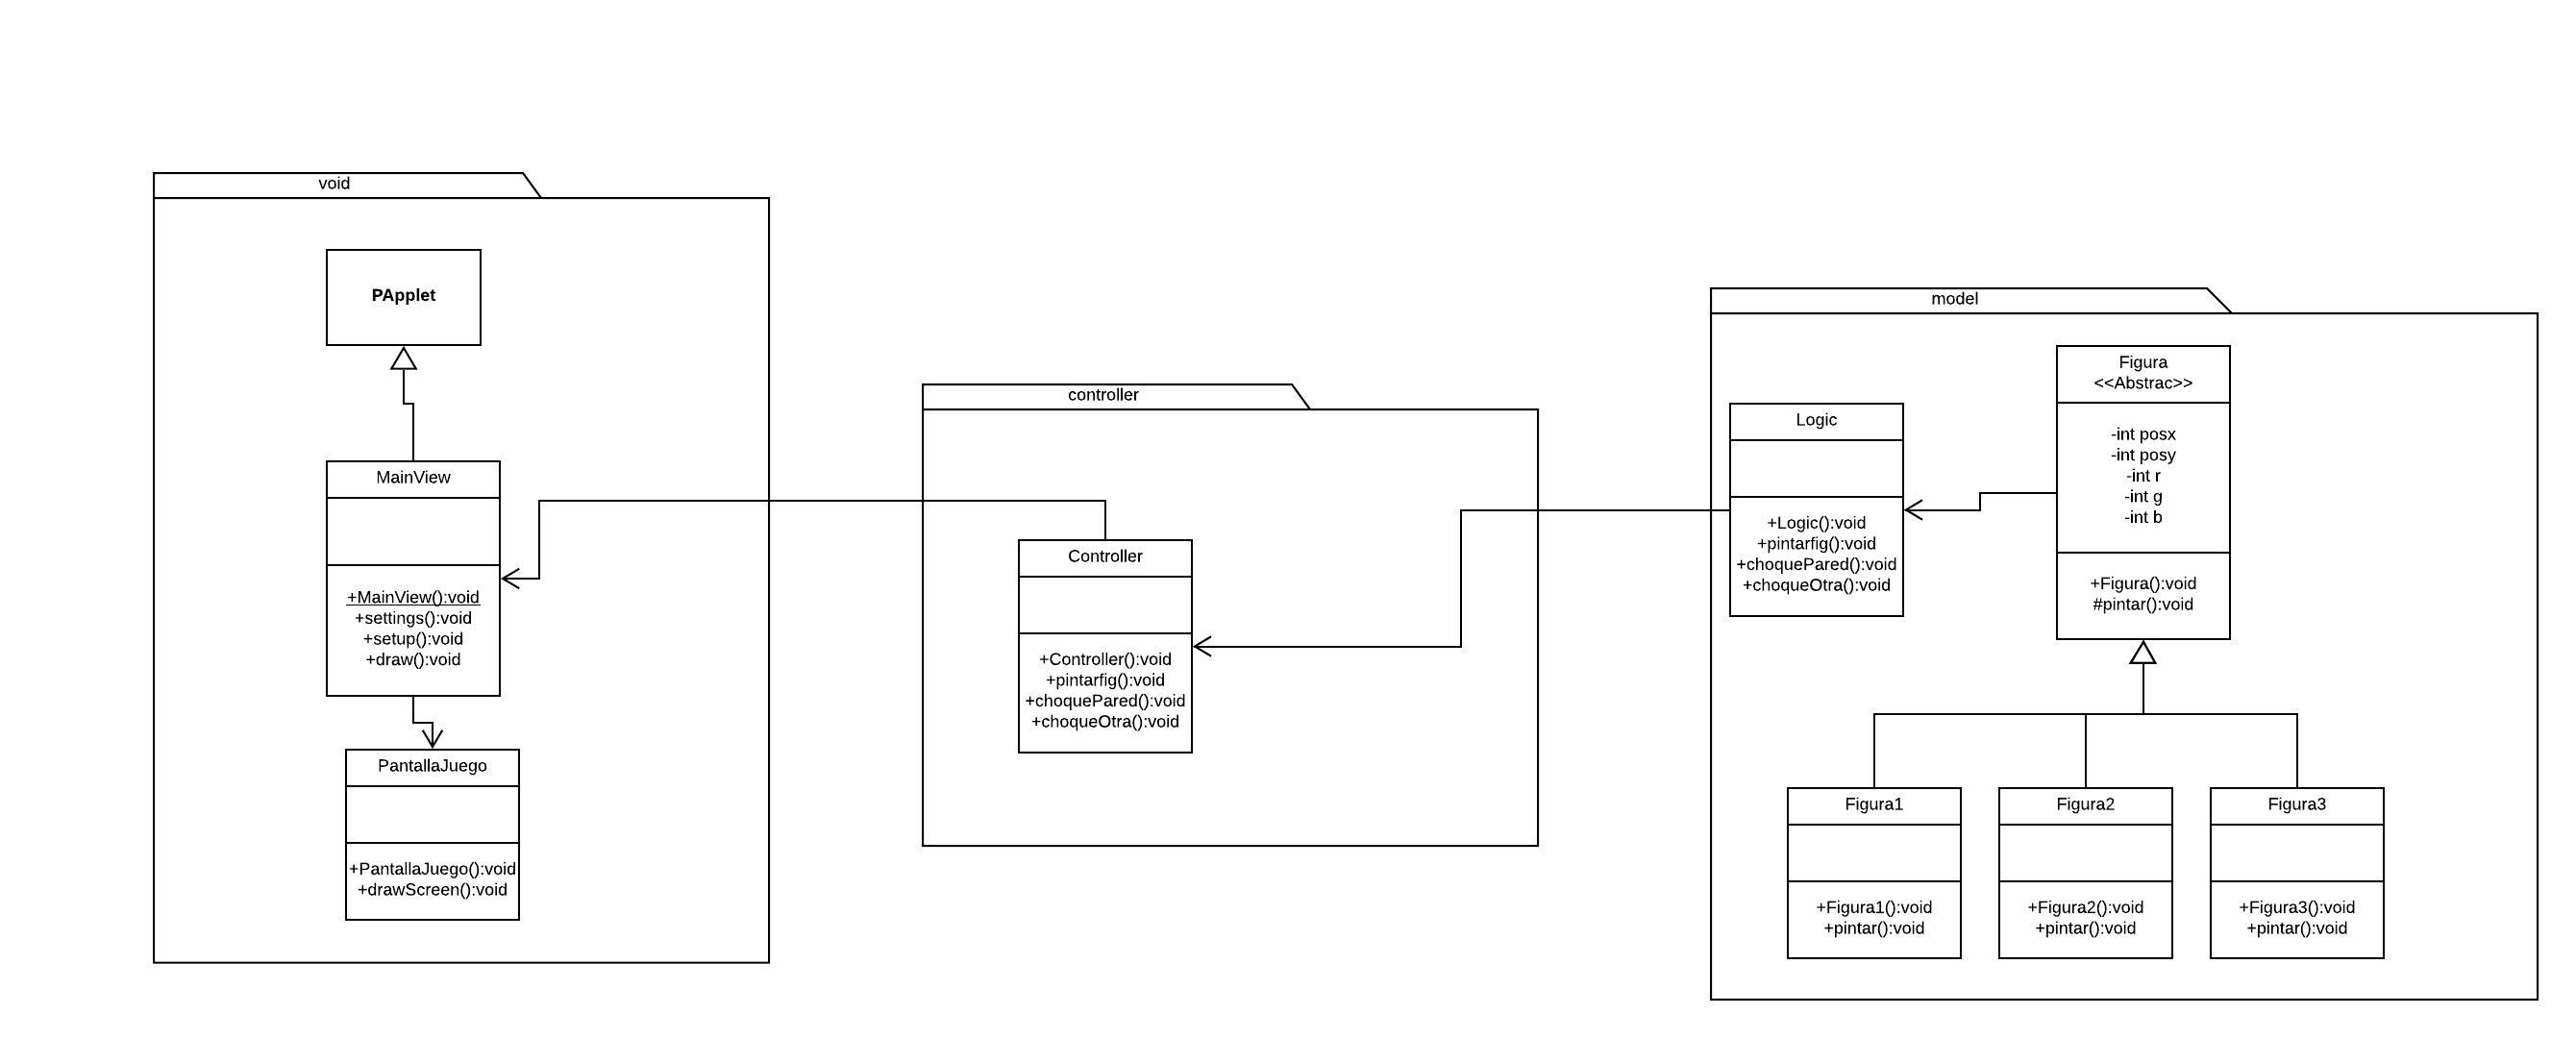 void
PApplet
MainView
+MainView():void
+settings():void
+setup():void
+draw():void
PantallaJuego
+PantallaJuego():void
+drawScreen():void
controller
Controller
+Controller():void
+pintarfig():void
+choquePared():void
+choqueOtra():void
model
Logic
+Logic():void
+pintarfig():void
+choquePared():void
+choqueOtra():void
Figura
<<Abstrac>>
-int posx
-int posy
-int r
-int g
-int b
+Figura():void
#pintar():void
Figura1
+Figura1():void
+pintar():void
Figura2
+Figura2():void
+pintar():void
Figura3
+Figura3():void
+pintar():void